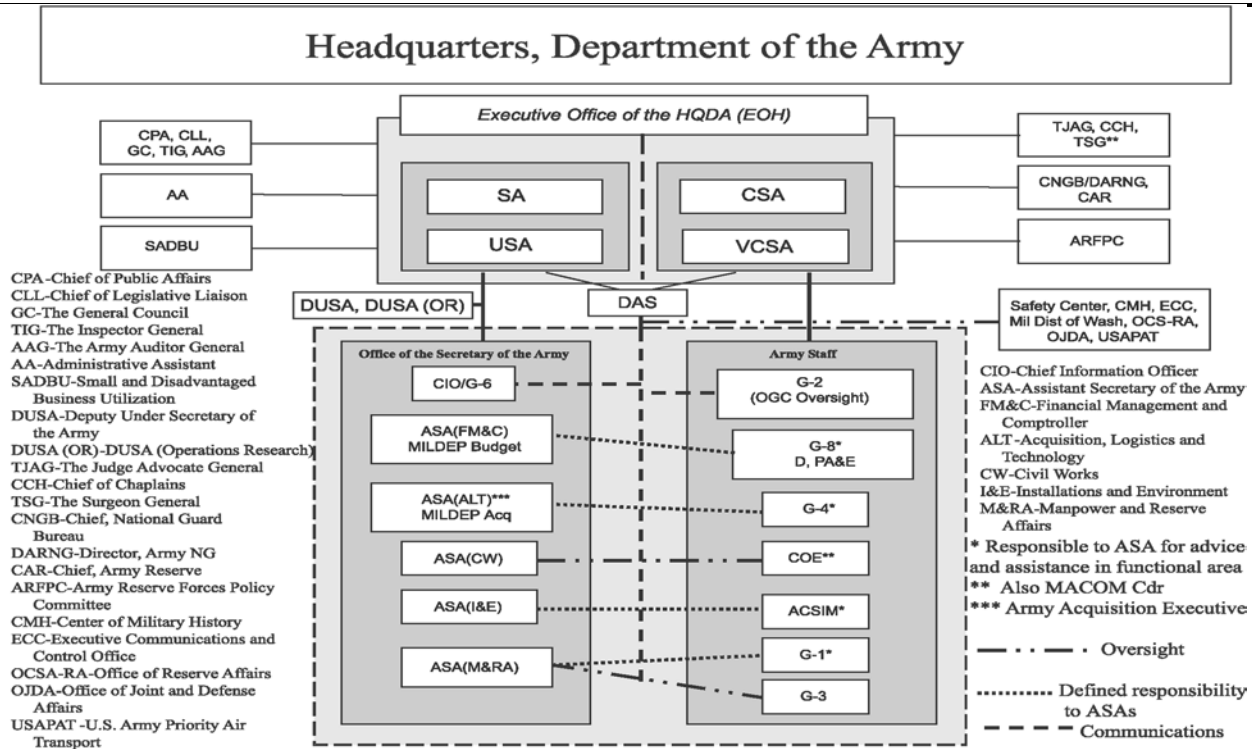 Headquarters, Department of the Army
Executive Office of the HQDA (EOH)
CPA, CLL,
GC, TIG, AAG
AA
SADBU
SA
USA
CSA
VCSA
TJAG, CCH,
TSG**
CNGB/DARNG,
CAR
ARFPC
DUSA, DUSA (OR)
DAS
Safety Center, CMH, ECC,
Mil Dist of Wash, OCS-RA,
OJDA, USAPAT
CPA-Chief of Public Affairs
CLL-Chief of Legislative Liaison
GC-The General Council
TIG-The Inspector General
AAG-The Army Auditor General
AA-Administrative Assistant
SADBU-Small and Disadvantaged
Business Utilization
DUSA-Deputy Under Secretary of
the Army
DUSA (OR)-DUSA (Operations Research)
TJAG-The Judge Advocate General
CCH-Chief of Chaplains
TSG-The Surgeon General
CNGB-Chief, National Guard
Bureau
DARNG-Director, Army NG
CAR-Chief, Army Reserve
ARFPC-Army Reserve Forces Policy
Committee
CMH-Center of Military History
ECC-Executive Communications and
Control Office
OCSA-RA-Office of Reserve Affairs
OJDA-Office of Joint and Defense
Affairs
USAPAT -U.S. Army Priority Air
Transport
Office of the Secretary of the Army
CIO/G-6
ASA(FM&C)
MILDEP Budget
ASA(ALT)***
MILDEP Acq
ASA(CW)
ASA(I&E)
ASA(M&RA)
Army Staff
G-2
(OGC Oversight)
G-8*
D, PA&E
G-4*
COE**
ACSIM*
G-1*
G-3
CIO-Chief Information Officer
ASA-Assistant Secretary of the Army
FM&C-Financial Management and
Comptroller
ALT-Acquisition, Logistics and
Technology
CW-Civil Works
I&E-Installations and Environment
M&RA-Manpower and Reserve
Affairs
* Responsible to ASA for advice
and assistance in functional area
** Also MACOM Cdr
*** Army Acquisition Executive
Oversight
Defined responsibility
to ASAs
Communications